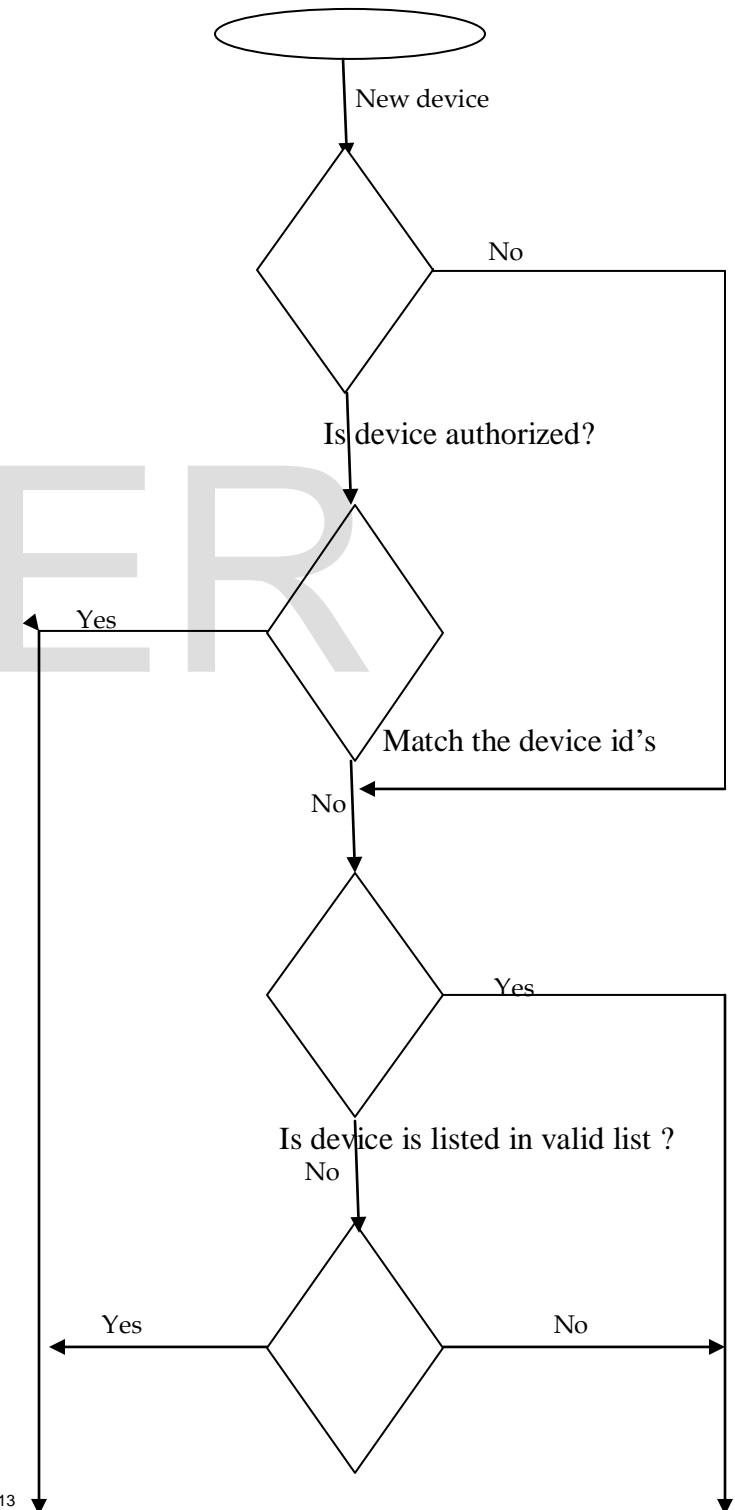 New device
No
Is device authorized?
ER
Yes
Match the device id's
No
Yes
Is device is listed in valid list ?
No
Yes
No
13